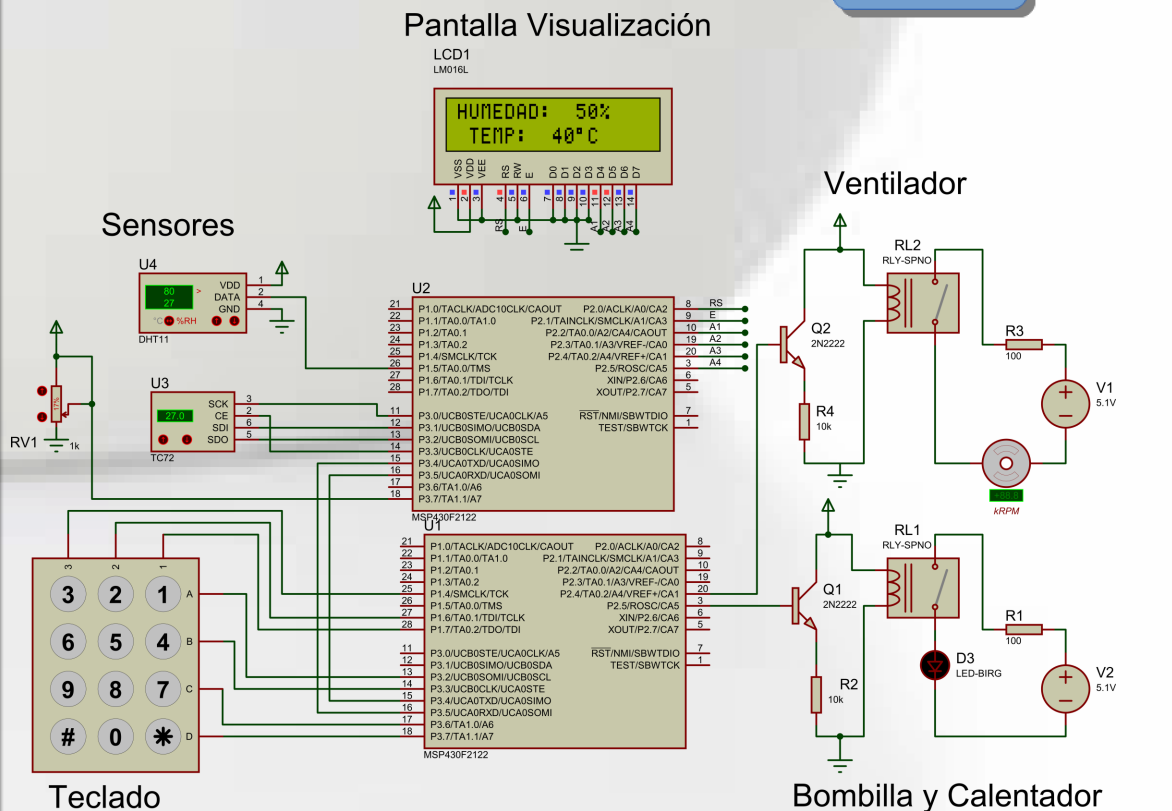 Pantalla Visualización
LCD1
LM016L
HUMEDAD: 50%
TEMP: 40°C
VSS VDD VEE RS RW E D0 D1 D2 D3 D4 D5 D6 D7
1 2 3 4 5 6 7 8 9 10 11 12 13 14
RS E A1 A2 A3 A4
Sensores
U4
80
27
>
°C %RH
VDD 1
DATA 2
GND 4
DHT11
U3
27.0
SCK 3
CE 2
SDI 6
SDO 5
TC72
RV1
17%
1k
U2
21 P1.0/TACLK/ADC10CLK/CAOUT P2.0/ACLK/A0/CA2 8 RS
22 P1.1/TA0.0/TA1.0 P2.1/TAINCLK/SMCLK/A1/CA3 9 E
23 P1.2/TA0.1 P2.2/TA0.0/A2/CA4/CAOUT 10 A1
24 P1.3/TA0.2 P2.3/TA0.1/A3/VREF-/CA0 19 A2
25 P1.4/SMCLK/TCK P2.4/TA0.2/A4/VREF+/CA1 20 A3
26 P1.5/TA0.0/TMS P2.5/ROSC/CA5 3 A4
27 P1.6/TA0.1/TDI/TCLK XIN/P2.6/CA6 6
28 P1.7/TA0.2/TDO/TDI XOUT/P2.7/CA7 5
11 P3.0/UCB0STE/UCA0CLK/A5 RST/NMI/SBWTDIO 7
12 P3.1/UCB0SIMO/UCB0SDA TEST/SBWTCK 1
13 P3.2/UCB0SOMI/UCB0SCL
14 P3.3/UCB0CLK/UCA0STE
15 P3.4/UCA0TXD/UCA0SIMO
16 P3.5/UCA0RXD/UCA0SOMI
17 P3.6/TA1.0/A6
18 P3.7/TA1.1/A7
MSP430F2122
U1
21 P1.0/TACLK/ADC10CLK/CAOUT P2.0/ACLK/A0/CA2 8
22 P1.1/TA0.0/TA1.0 P2.1/TAINCLK/SMCLK/A1/CA3 9
23 P1.2/TA0.1 P2.2/TA0.0/A2/CA4/CAOUT 10
24 P1.3/TA0.2 P2.3/TA0.1/A3/VREF-/CA0 19
25 P1.4/SMCLK/TCK P2.4/TA0.2/A4/VREF+/CA1 20
26 P1.5/TA0.0/TMS P2.5/ROSC/CA5 3
27 P1.6/TA0.1/TDI/TCLK XIN/P2.6/CA6 6
28 P1.7/TA0.2/TDO/TDI XOUT/P2.7/CA7 5
11 P3.0/UCB0STE/UCA0CLK/A5 RST/NMI/SBWTDIO 7
12 P3.1/UCB0SIMO/UCB0SDA TEST/SBWTCK 1
13 P3.2/UCB0SOMI/UCB0SCL
14 P3.3/UCB0CLK/UCA0STE
15 P3.4/UCA0TXD/UCA0SIMO
16 P3.5/UCA0RXD/UCA0SOMI
17 P3.6/TA1.0/A6
18 P3.7/TA1.1/A7
MSP430F2122
3 2 1
3 2 1 A
6 5 4 B
9 8 7 C
# 0 * D
Teclado
Ventilador
RL2
RLY-SPNO
Q2
2N2222
R4
10k
R3
100
V1
5.1V
+88.8
kRPM
RL1
RLY-SPNO
Q1
2N2222
R2
10k
R1
100
D3
LED-BIRG
V2
5.1V
Bombilla y Calentador